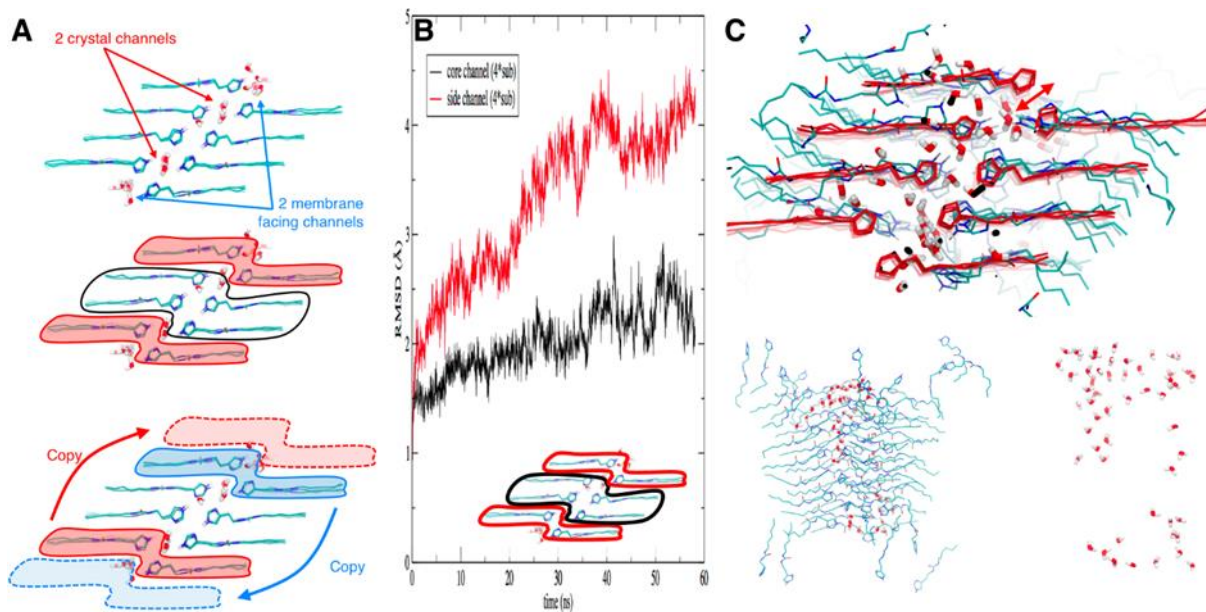 A
2 crystal channels
2 membrane
facing channels
Copy
Copy
B
5
4
3
2
1
0
RMSD (Å)
core channel (4*sub)
side channel (4*sub)
0
10
20
30
40
50
60
time (ns)
C